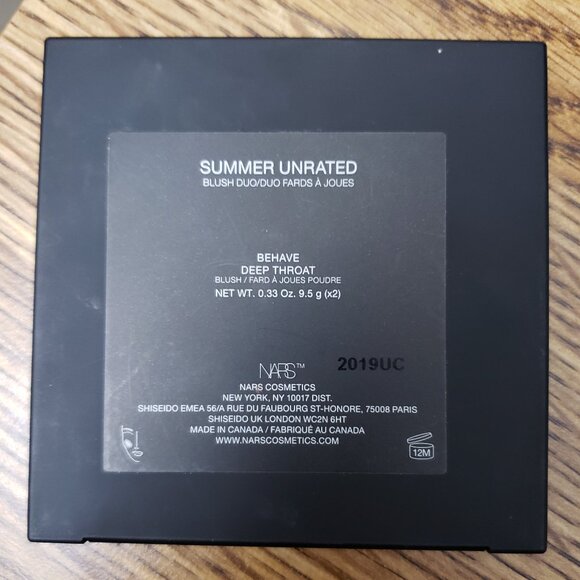 SUMMER UNRATED
BLUSH DUO/DUO FARDS À JOUES
BEHAVE
DEEP THROAT
BLUSH / FARD À JOUES POUDRE
NET WT. 0.33 Oz. 9.5 g (x2)
NARS™ 2019UC
NARS COSMETICS
NEW YORK, NY 10017 DIST.
SHISEIDO EMEA 56/A RUE DU FAUBOURG ST-HONORE, 75008 PARIS
SHISEIDO UK LONDON WC2N 6HT
MADE IN CANADA / FABRIQUÉ AU CANADA
WWW.NARSCOSMETICS.COM
12M